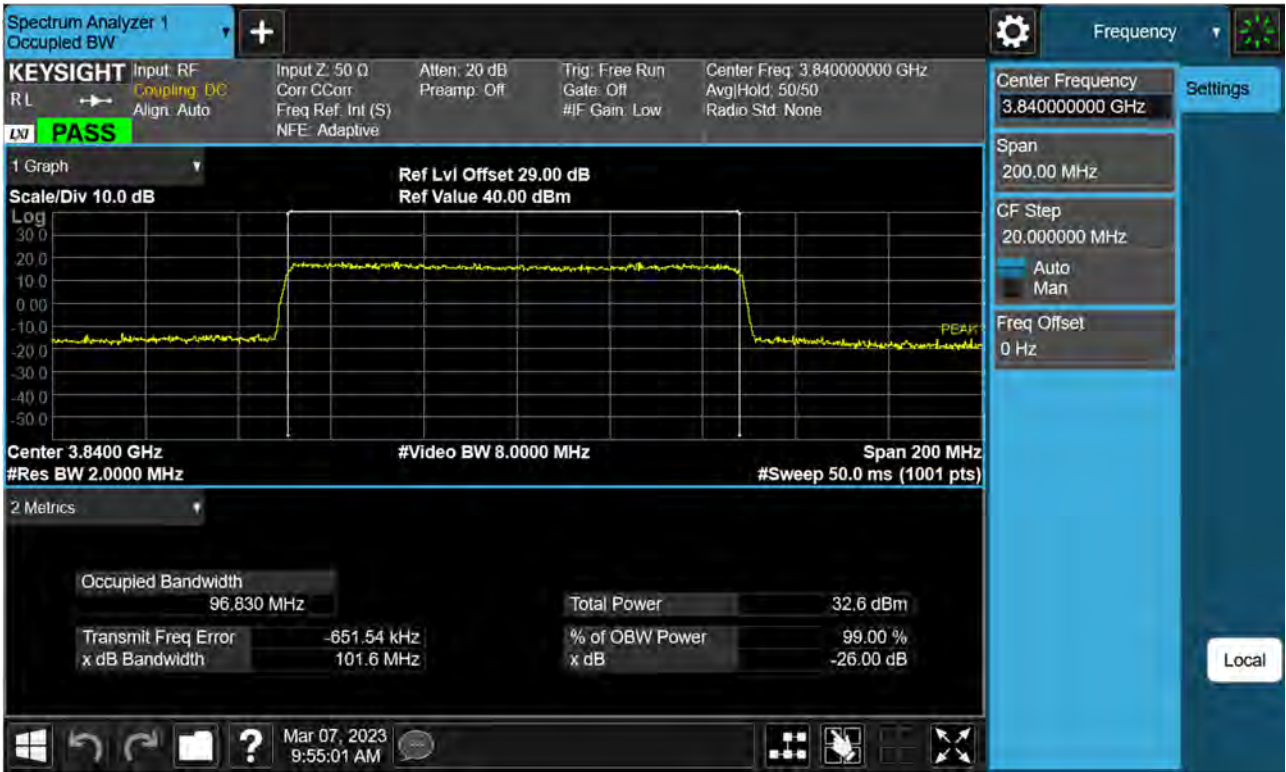 Spectrum Analyzer 1
Occupied BW
+
Frequency
KEYSIGHT
R L
LXI
PASS
Input: RF
Coupling: DC
Align: Auto
Input Z: 50 Ω
Corr CCorr
Freq Ref: Int (S)
NFE: Adaptive
Atten: 20 dB
Preamp: Off
Trig: Free Run
Gate: Off
#IF Gain: Low
Center Freq: 3.840000000 GHz
Avg|Hold: 50/50
Radio Std: None
Center Frequency
3.840000000 GHz
Settings
Span
200.00 MHz
CF Step
20.000000 MHz
Auto
Man
Freq Offset
0 Hz
Local
1 Graph
Scale/Div 10.0 dB
Ref Lvl Offset 29.00 dB
Ref Value 40.00 dBm
Log
30.0
20.0
10.0
0.00
-10.0
-20.0
-30.0
-40.0
-50.0
PEAK
Center 3.8400 GHz
#Video BW 8.0000 MHz
Span 200 MHz
#Res BW 2.0000 MHz
#Sweep 50.0 ms (1001 pts)
2 Metrics
Occupied Bandwidth
96.830 MHz
Total Power 32.6 dBm
Transmit Freq Error -651.54 kHz
% of OBW Power 99.00 %
x dB Bandwidth 101.6 MHz
x dB -26.00 dB
?
Mar 07, 2023
9:55:01 AM